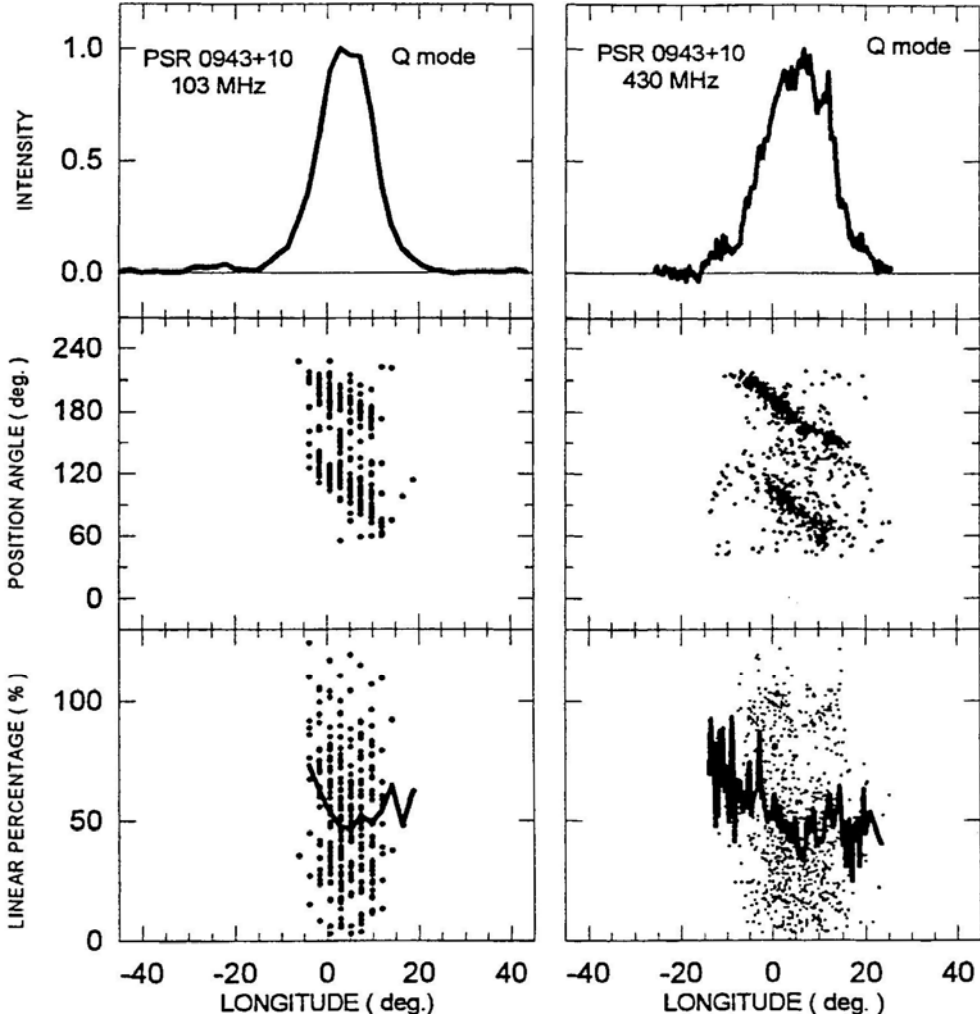 PSR 0943+10
103 MHz
Q mode
PSR 0943+10
430 MHz
Q mode
INTENSITY
1.0
0.5
0.0
POSITION ANGLE ( deg. )
240
180
120
60
0
LINEAR PERCENTAGE ( % )
100
50
0
-40 -20 0 20 40
LONGITUDE ( deg. )
-40 -20 0 20 40
LONGITUDE ( deg. )